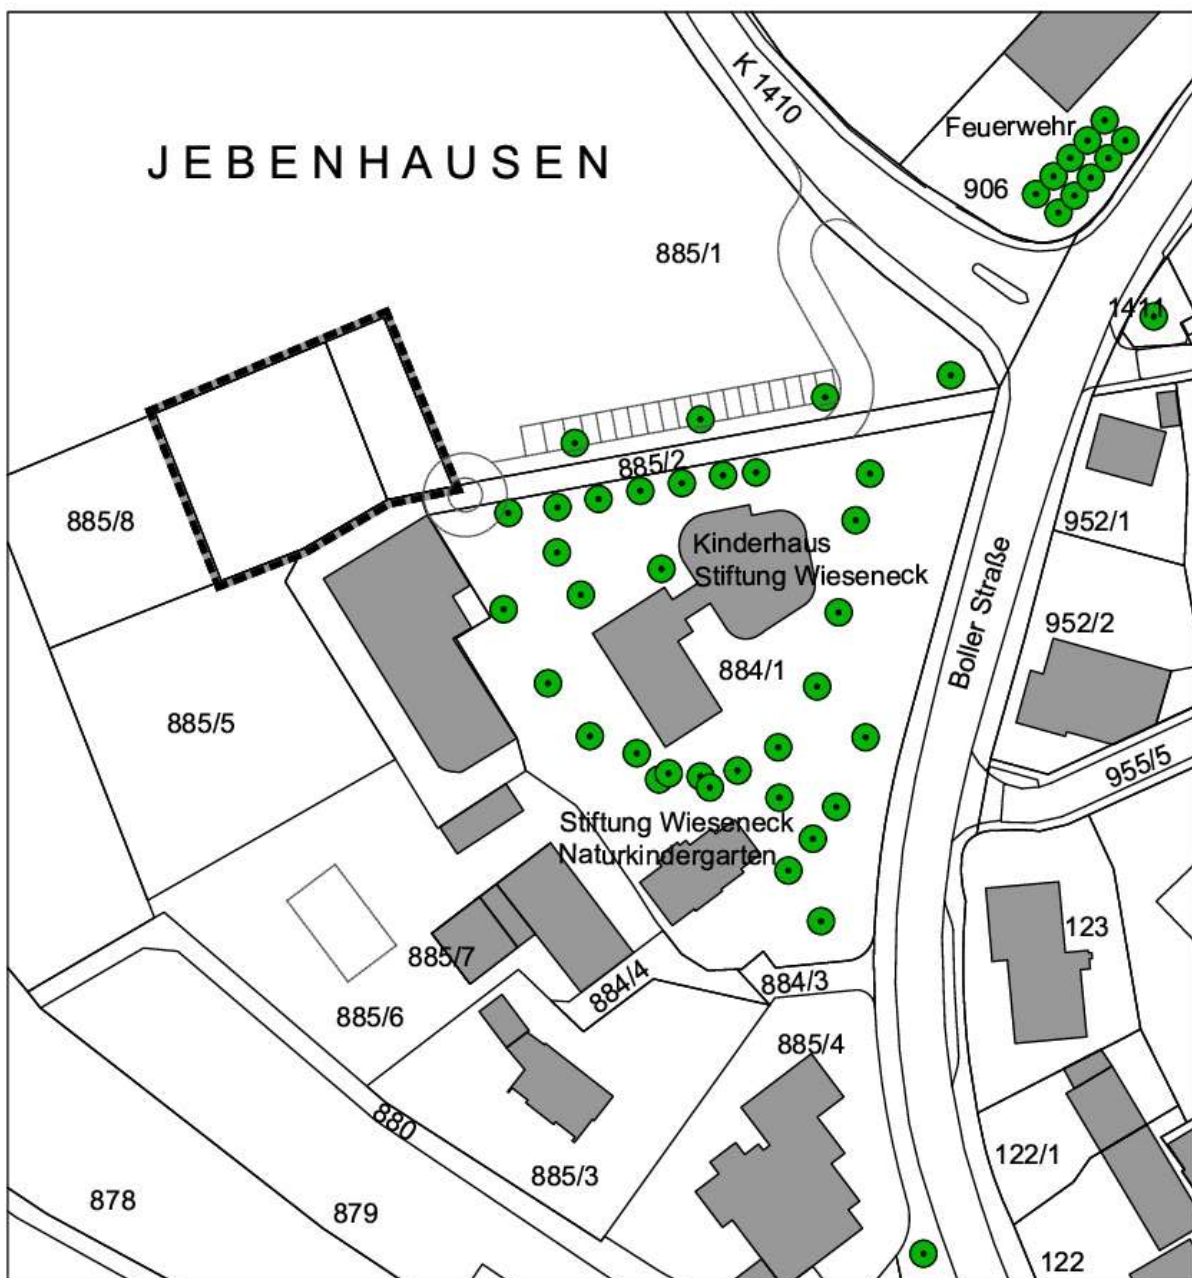 K 1410
JEBENHAUSEN
Feuerwehr
906
885/1
1411
885/2
885/8
952/1
Kinderhaus
Stiftung Wieseneck
Boller Straße
952/2
884/1
885/5
955/5
Stiftung Wieseneck
Naturkindergarten
123
885/7
884/4
884/3
885/6
885/4
880
122/1
885/3
878
879
122